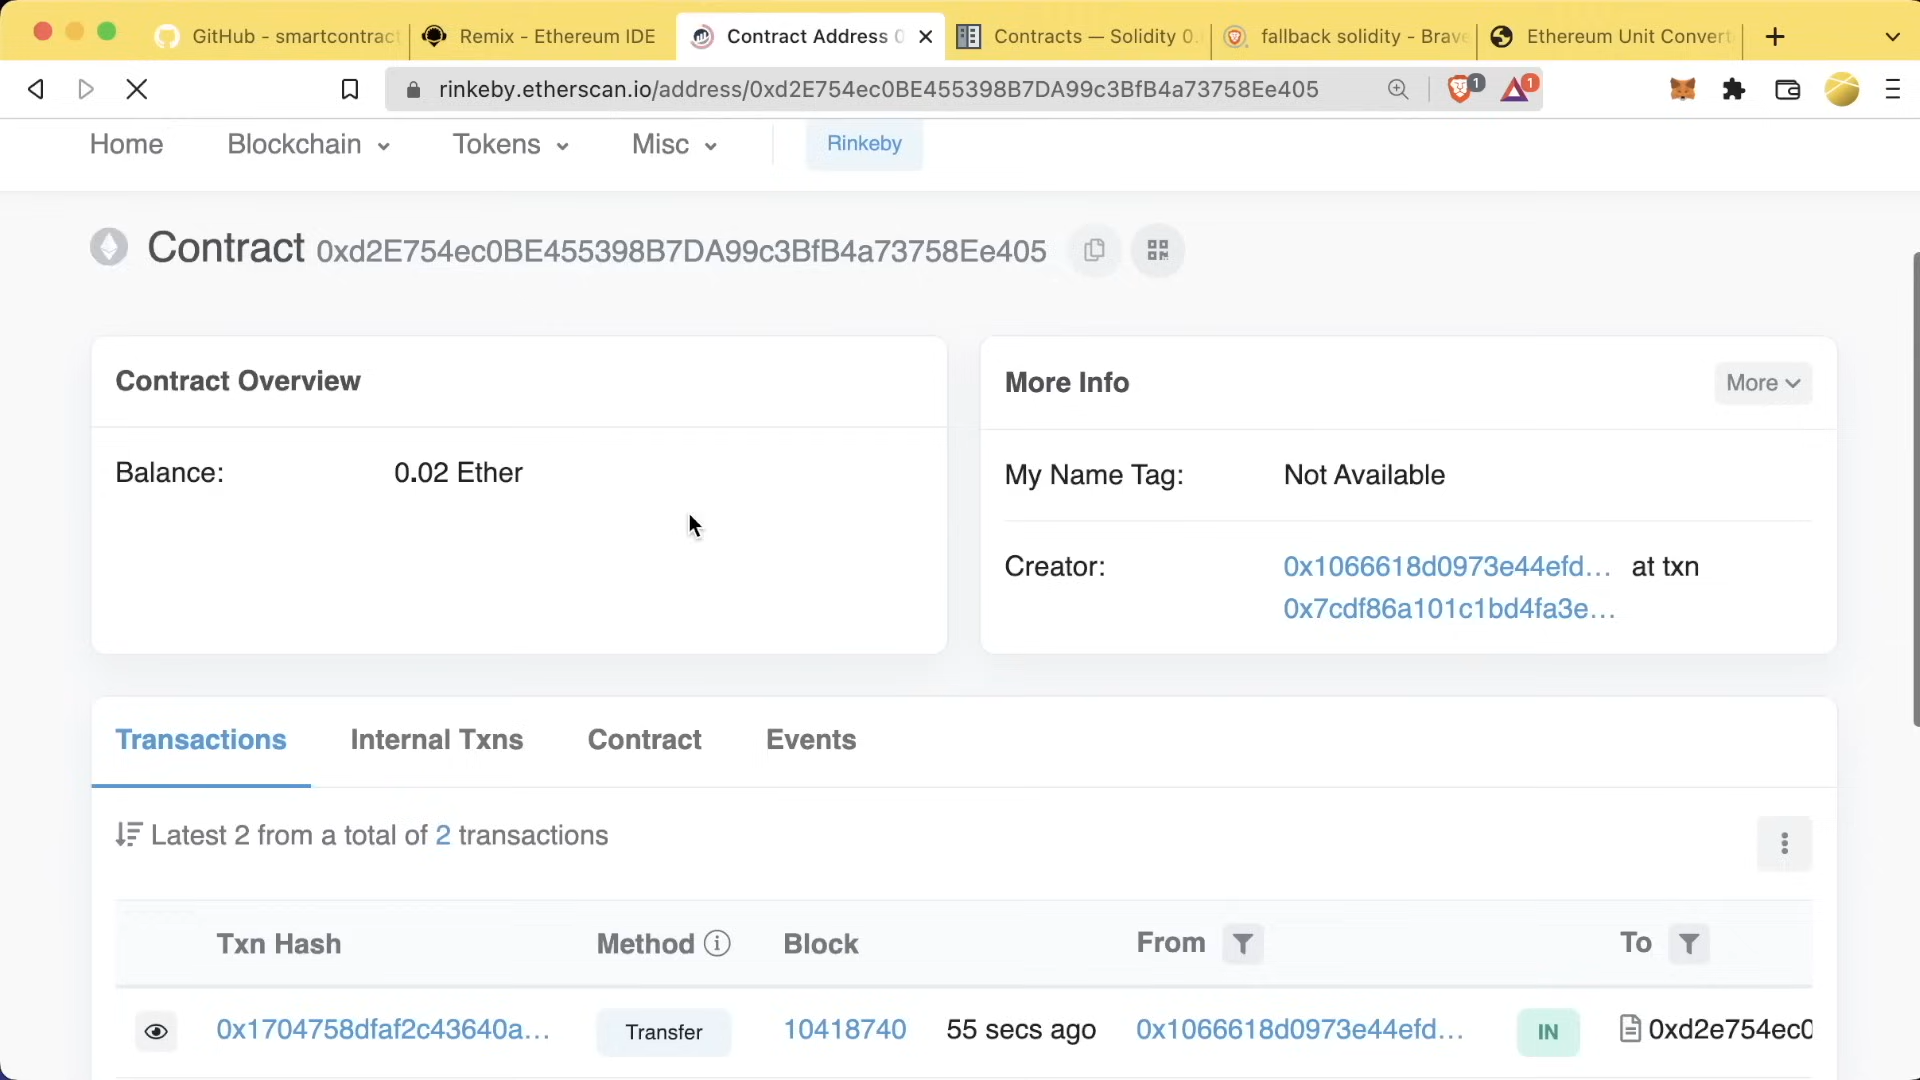 GitHub - smartcontract
Remix - Ethereum IDE
Contract Address 0
Contracts — Solidity 0.
fallback solidity - Brave
Ethereum Unit Convert
rinkeby.etherscan.io/address/0xd2E754ec0BE455398B7DA99c3BfB4a73758Ee405
1
1
Home
Blockchain
Tokens
Misc
Rinkeby
Contract 0xd2E754ec0BE455398B7DA99c3BfB4a73758Ee405
Contract Overview
Balance:
0.02 Ether
More Info
More
My Name Tag:
Not Available
Creator:
0x1066618d0973e44efd... at txn
0x7cdf86a101c1bd4fa3e...
Transactions
Internal Txns
Contract
Events
Latest 2 from a total of 2 transactions
Txn Hash
Method
Block
From
To
0x1704758dfaf2c43640a...
Transfer
10418740
55 secs ago
0x1066618d0973e44efd...
IN
0xd2e754ec0